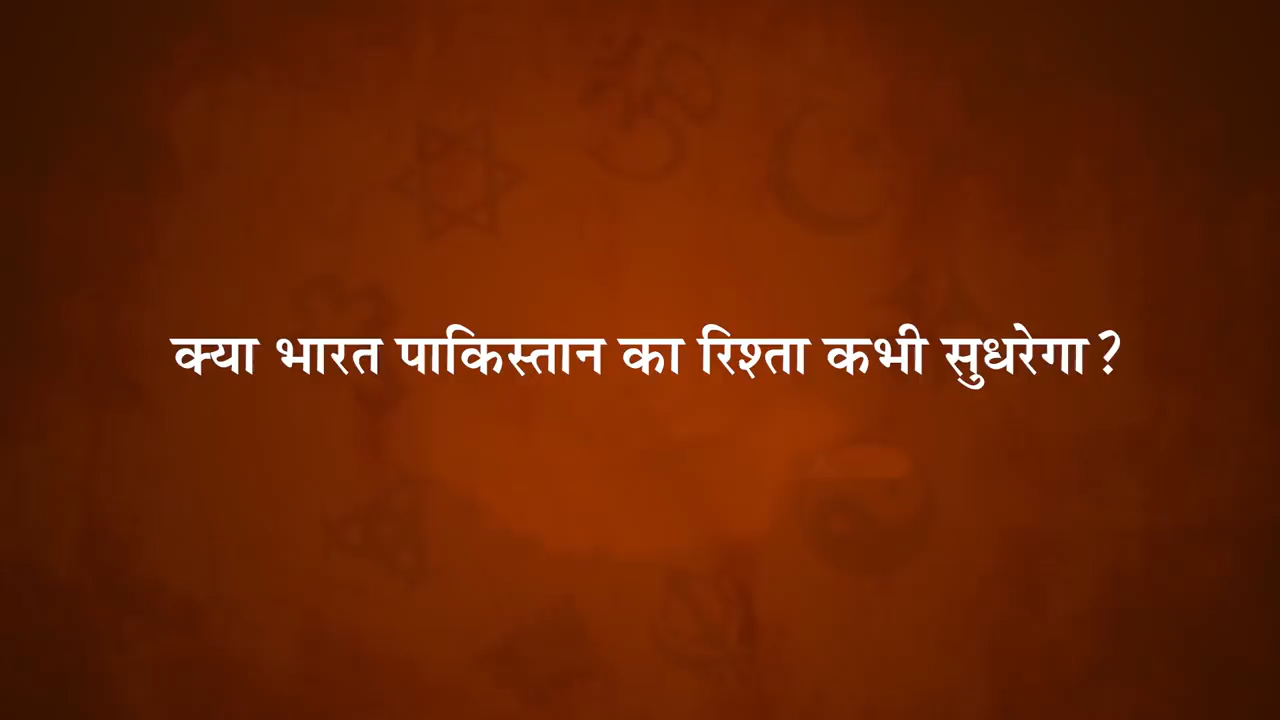 क्या भारत पाकिस्तान का रिश्ता कभी सुधरेगा?